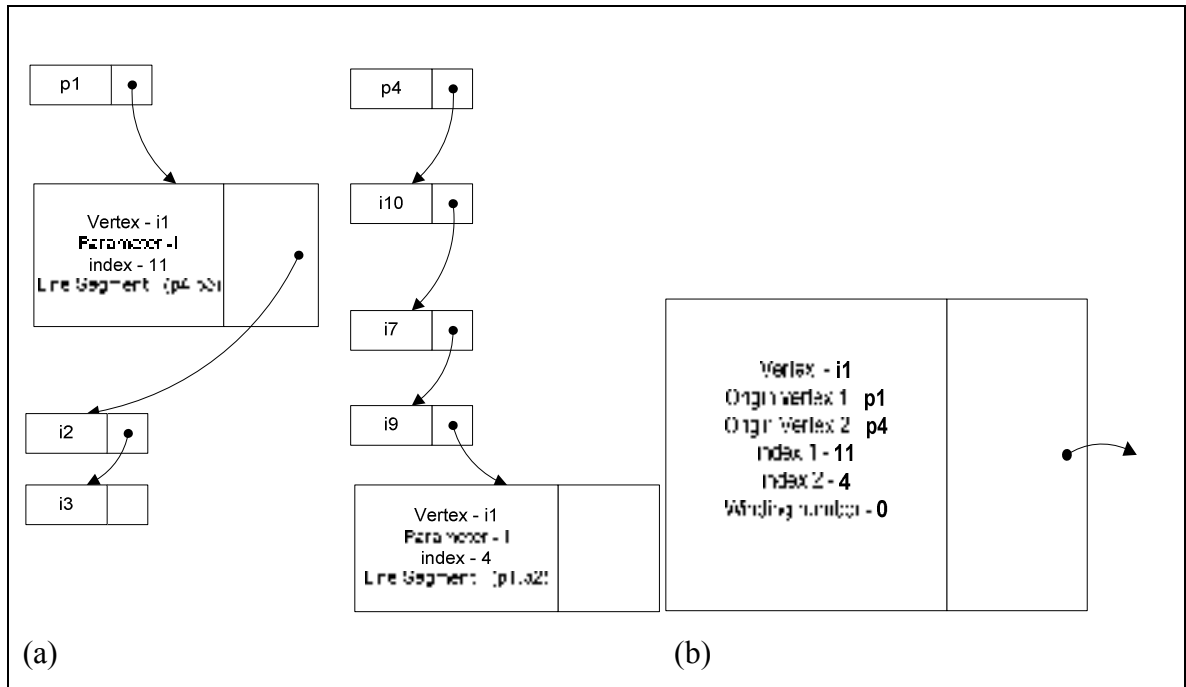 p1
Vertex - i1
Parameter -
index - 11
Line Segment (p4
i2
i3
p4
i10
i7
i9
Vertex - i1
Parameter -
index - 4
Line Segment (p1,
Vertex - i1
Origin Vertex 1 p1
Origin Vertex 2 p4
Index 1 - 11
Index 2 - 4
Winding number - 0
(a)
(b)